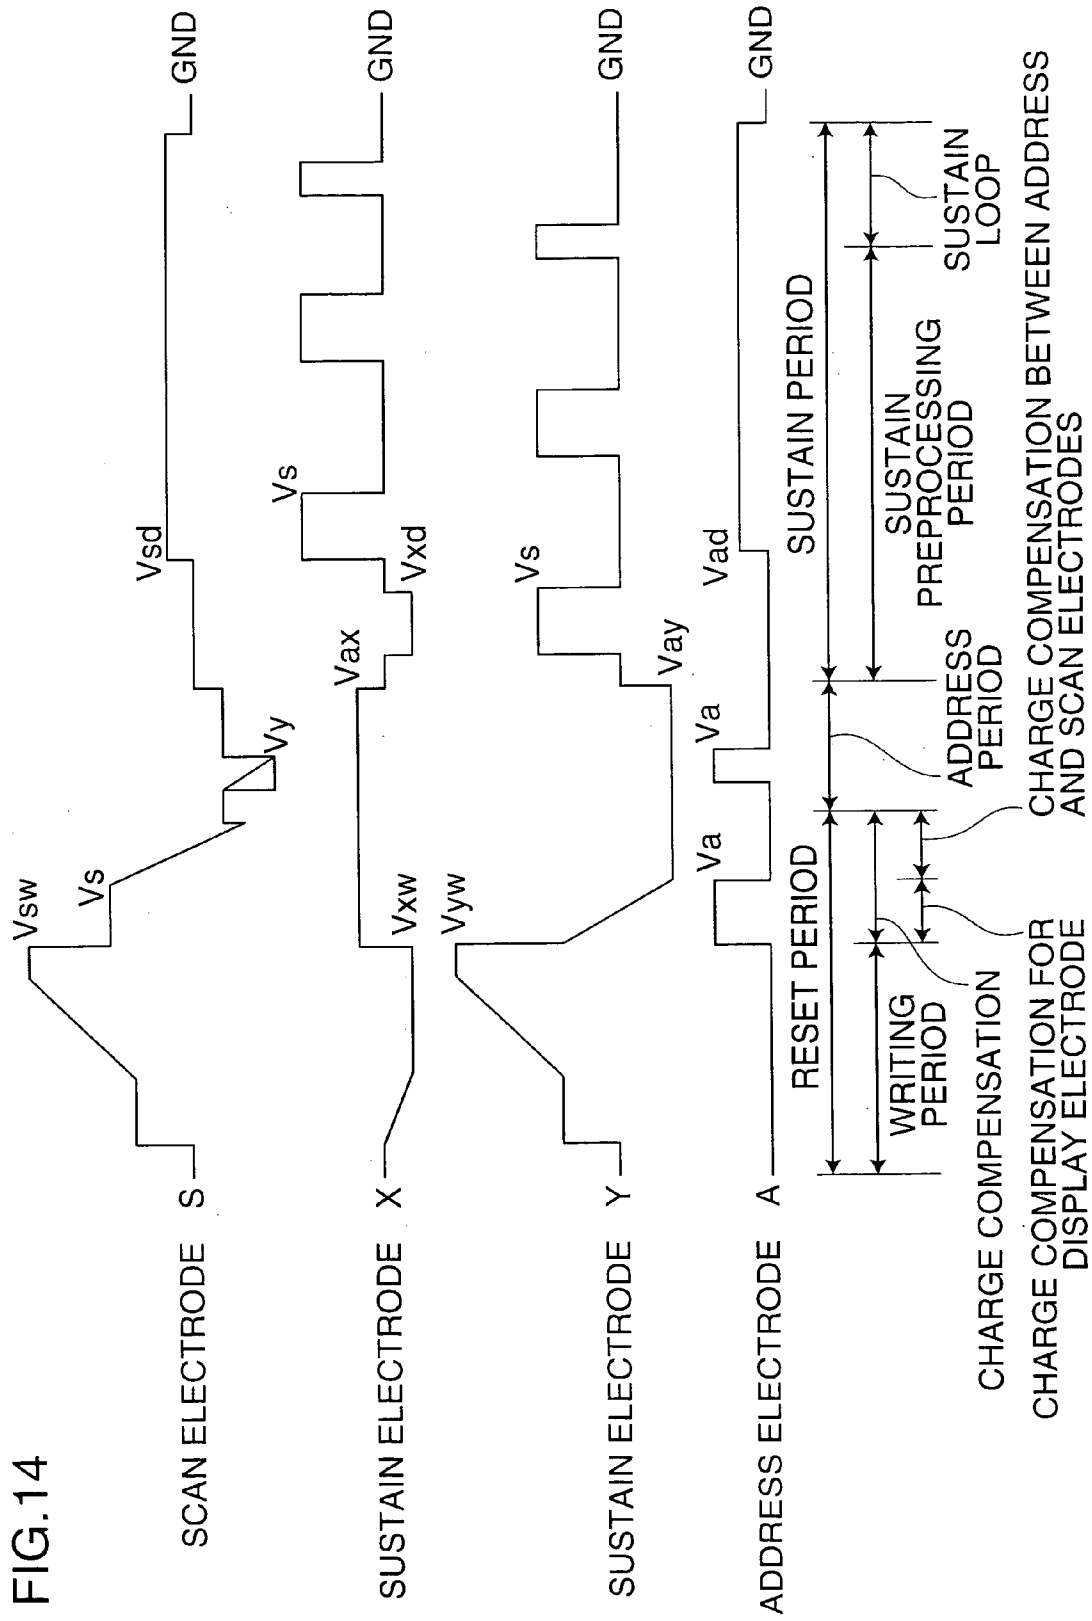 FIG.14
SCAN ELECTRODE S
Vsw
Vs
Vy
Vsd
GND
SUSTAIN ELECTRODE X
Vxw
Vax
Vxd
Vs
GND
SUSTAIN ELECTRODE Y
Vyw
Vay
Vs
GND
ADDRESS ELECTRODE A
Va
Va
Vad
GND
RESET PERIOD
SUSTAIN PERIOD
WRITING
PERIOD
ADDRESS
PERIOD
SUSTAIN
PREPROCESSING
PERIOD
SUSTAIN
LOOP
CHARGE COMPENSATION
CHARGE COMPENSATION FOR
DISPLAY ELECTRODE
CHARGE COMPENSATION BETWEEN ADDRESS
AND SCAN ELECTRODES